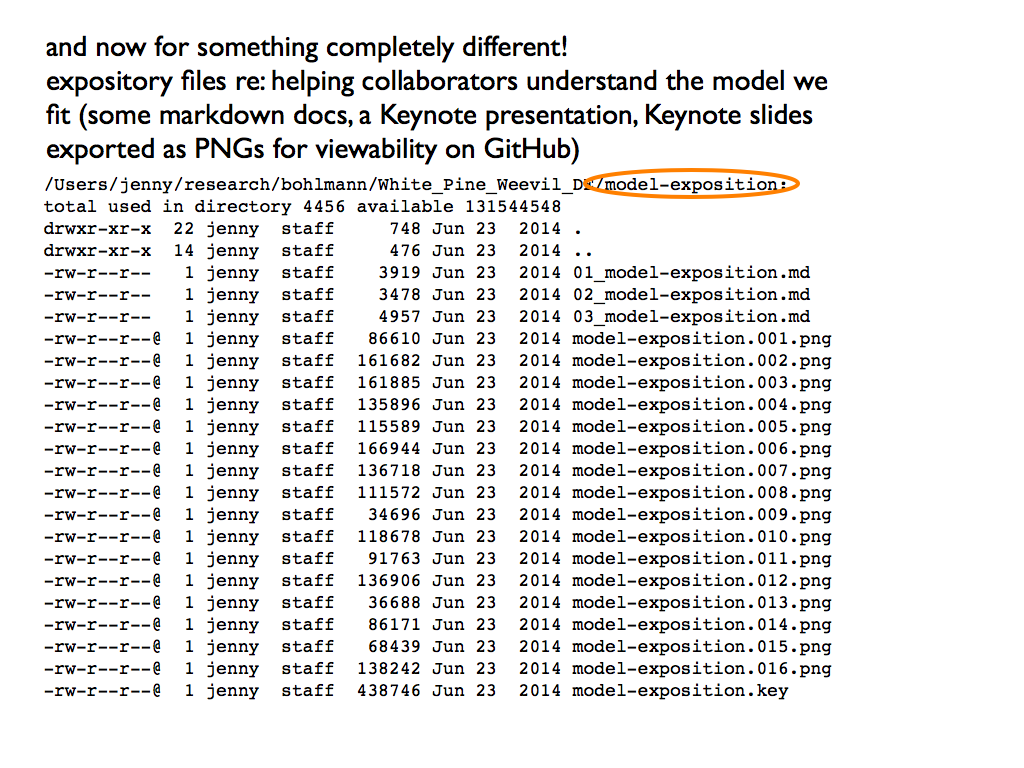 and now for something completely different!
expository files re: helping collaborators understand the model we
fit (some markdown docs, a Keynote presentation, Keynote slides
exported as PNGs for viewability on GitHub)
/Users/jenny/research/bohlmann/White_Pine_Weevil_DE/model-exposition:
total used in directory 4456 available 131544548
drwxr-xr-x  22 jenny  staff     748 Jun 23  2014 .
drwxr-xr-x  14 jenny  staff     476 Jun 23  2014 ..
-rw-r--r--   1 jenny  staff    3919 Jun 23  2014 01_model-exposition.md
-rw-r--r--   1 jenny  staff    3478 Jun 23  2014 02_model-exposition.md
-rw-r--r--   1 jenny  staff    4957 Jun 23  2014 03_model-exposition.md
-rw-r--r--@  1 jenny  staff   86610 Jun 23  2014 model-exposition.001.png
-rw-r--r--@  1 jenny  staff  161682 Jun 23  2014 model-exposition.002.png
-rw-r--r--@  1 jenny  staff  161885 Jun 23  2014 model-exposition.003.png
-rw-r--r--@  1 jenny  staff  135896 Jun 23  2014 model-exposition.004.png
-rw-r--r--@  1 jenny  staff  115589 Jun 23  2014 model-exposition.005.png
-rw-r--r--@  1 jenny  staff  166944 Jun 23  2014 model-exposition.006.png
-rw-r--r--@  1 jenny  staff  136718 Jun 23  2014 model-exposition.007.png
-rw-r--r--@  1 jenny  staff  111572 Jun 23  2014 model-exposition.008.png
-rw-r--r--@  1 jenny  staff   34696 Jun 23  2014 model-exposition.009.png
-rw-r--r--@  1 jenny  staff  118678 Jun 23  2014 model-exposition.010.png
-rw-r--r--@  1 jenny  staff   91763 Jun 23  2014 model-exposition.011.png
-rw-r--r--@  1 jenny  staff  136906 Jun 23  2014 model-exposition.012.png
-rw-r--r--@  1 jenny  staff   36688 Jun 23  2014 model-exposition.013.png
-rw-r--r--@  1 jenny  staff   86171 Jun 23  2014 model-exposition.014.png
-rw-r--r--@  1 jenny  staff   68439 Jun 23  2014 model-exposition.015.png
-rw-r--r--@  1 jenny  staff  138242 Jun 23  2014 model-exposition.016.png
-rw-r--r--@  1 jenny  staff  438746 Jun 23  2014 model-exposition.key